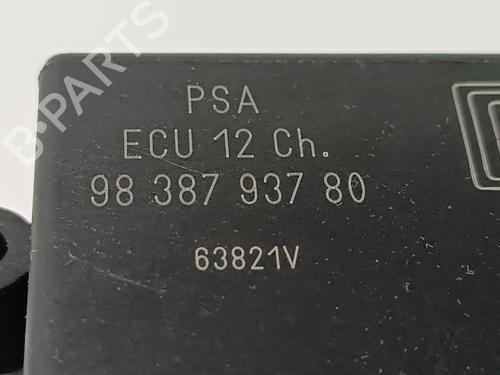 B-PARTS
PSA
ECU 12 Ch.
98 387 937 80
63821V